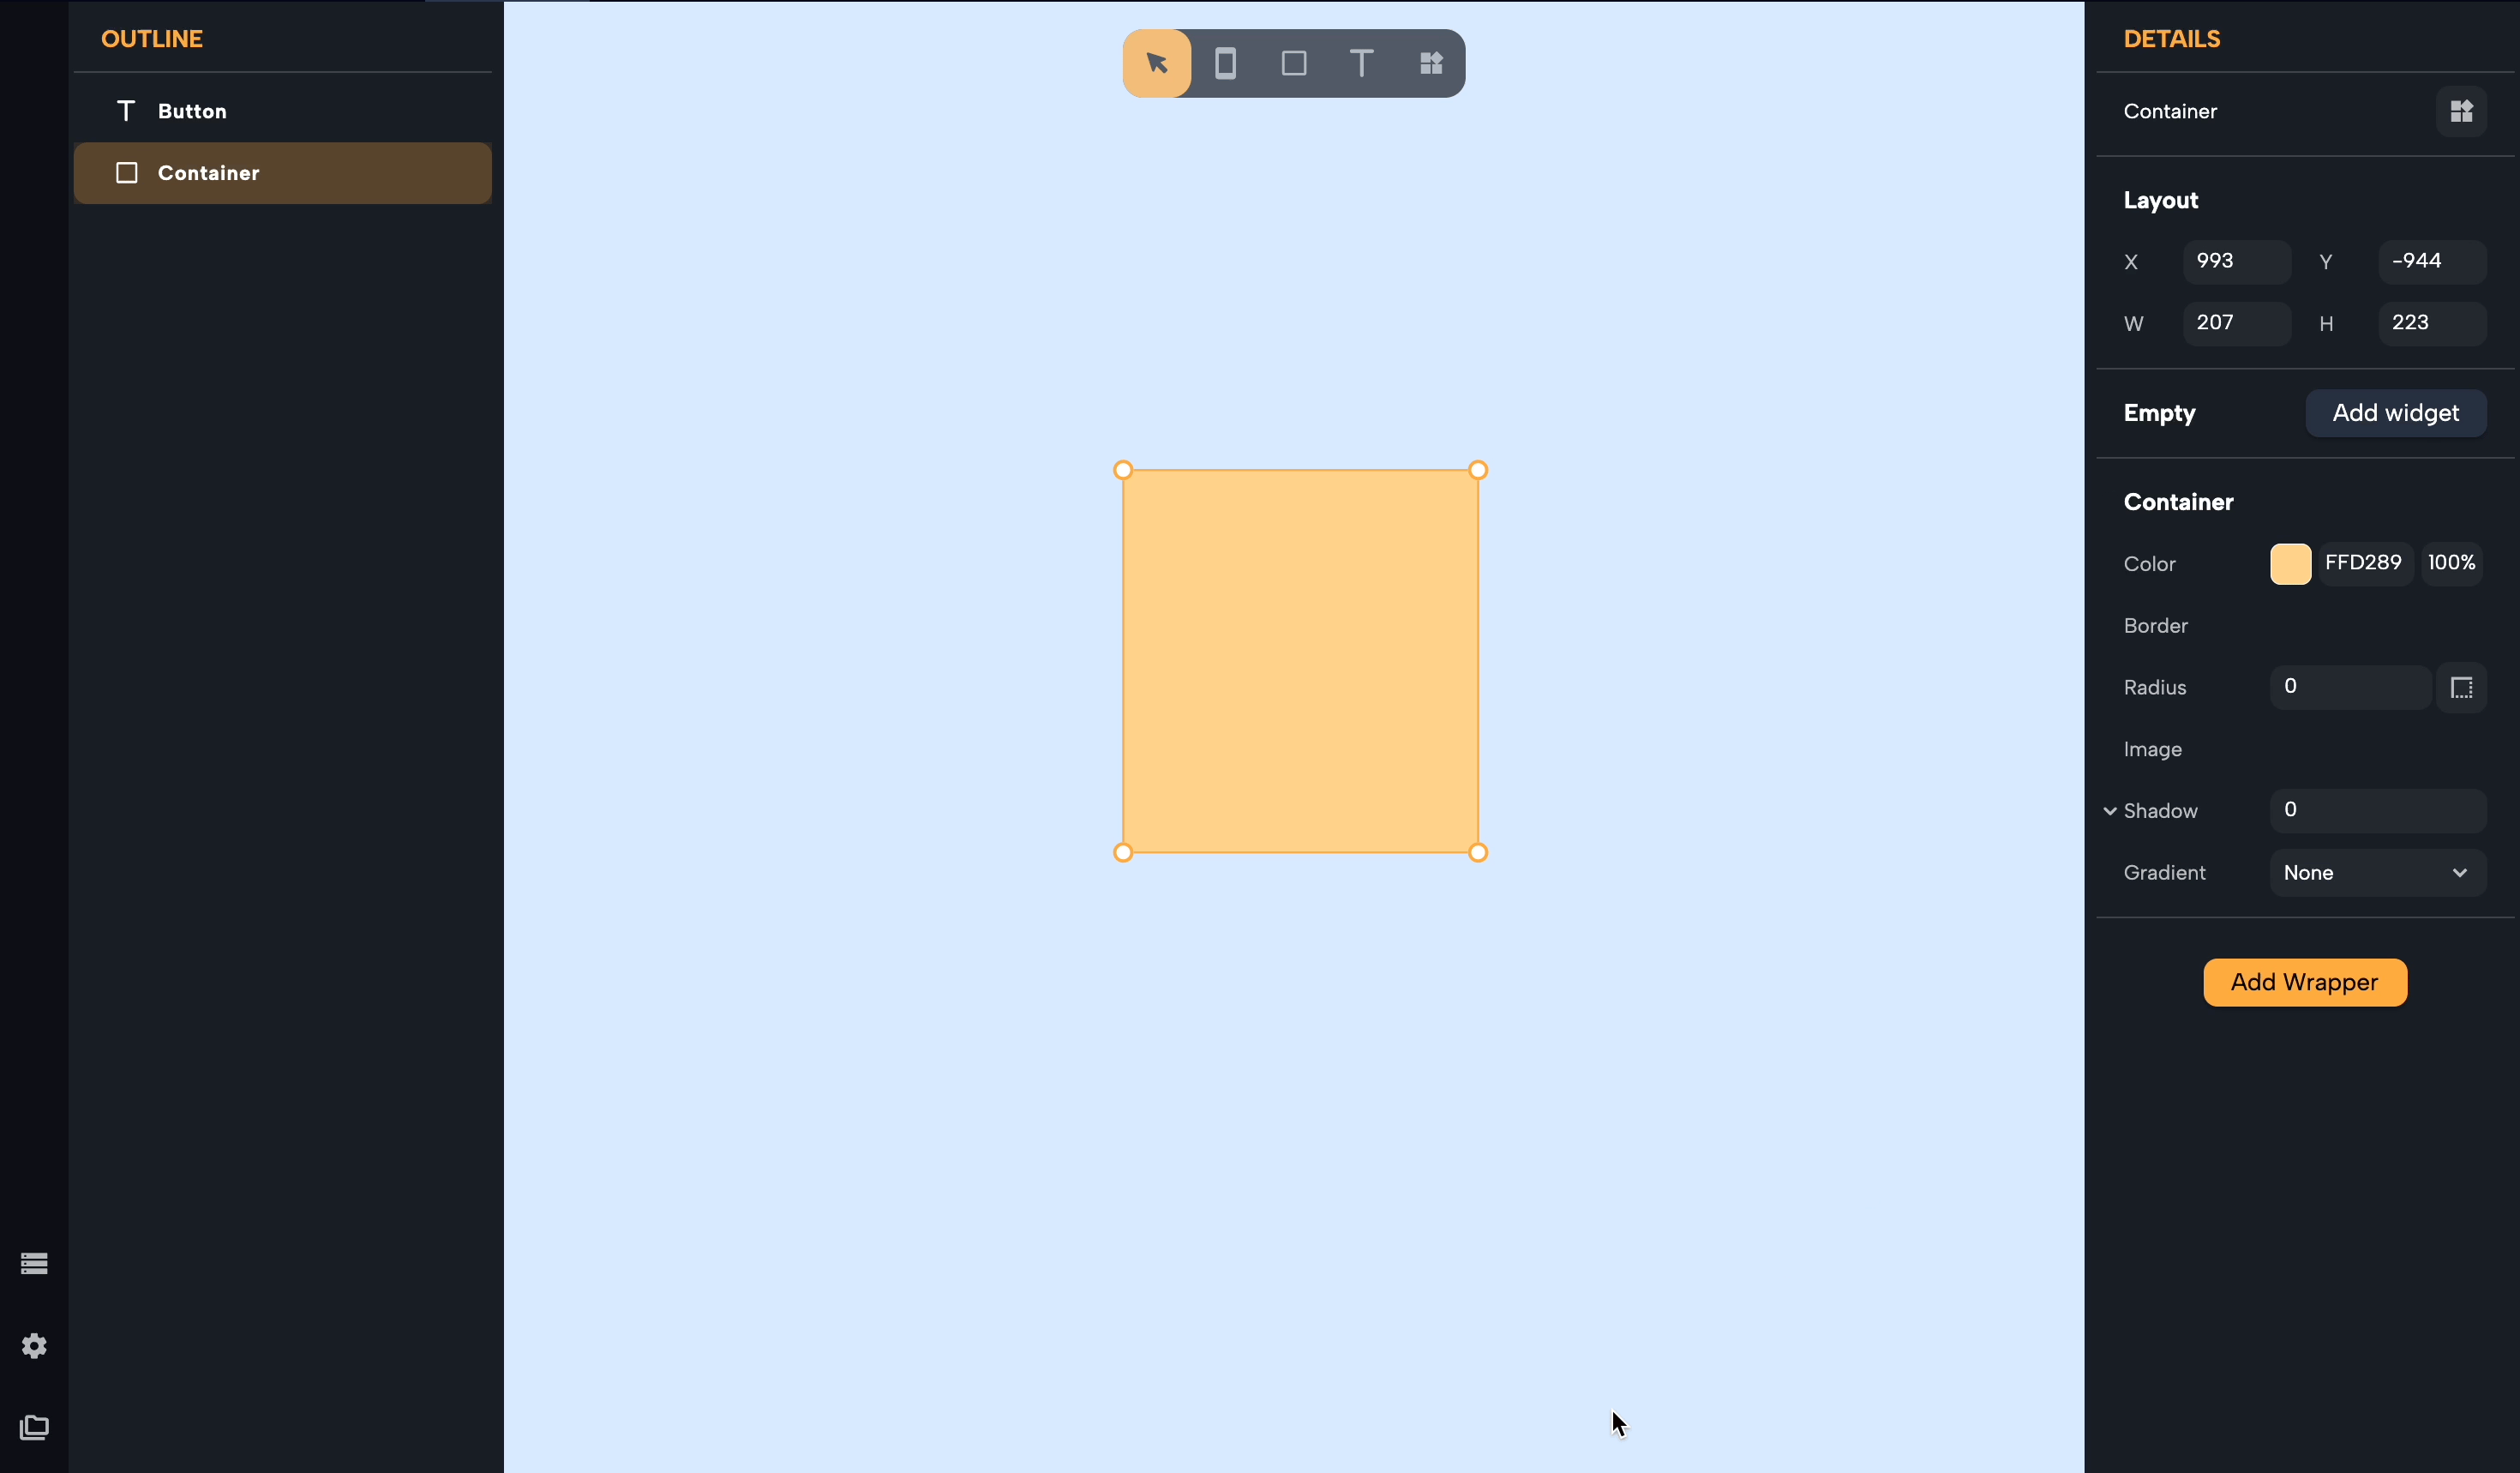 OUTLINE
Button
Container
DETAILS
Container
Layout
X 993 Y -944
W 207 H 223
Empty Add widget
Container
Color FFD289 100%
Border
Radius 0
Image
Shadow 0
Gradient None
Add Wrapper